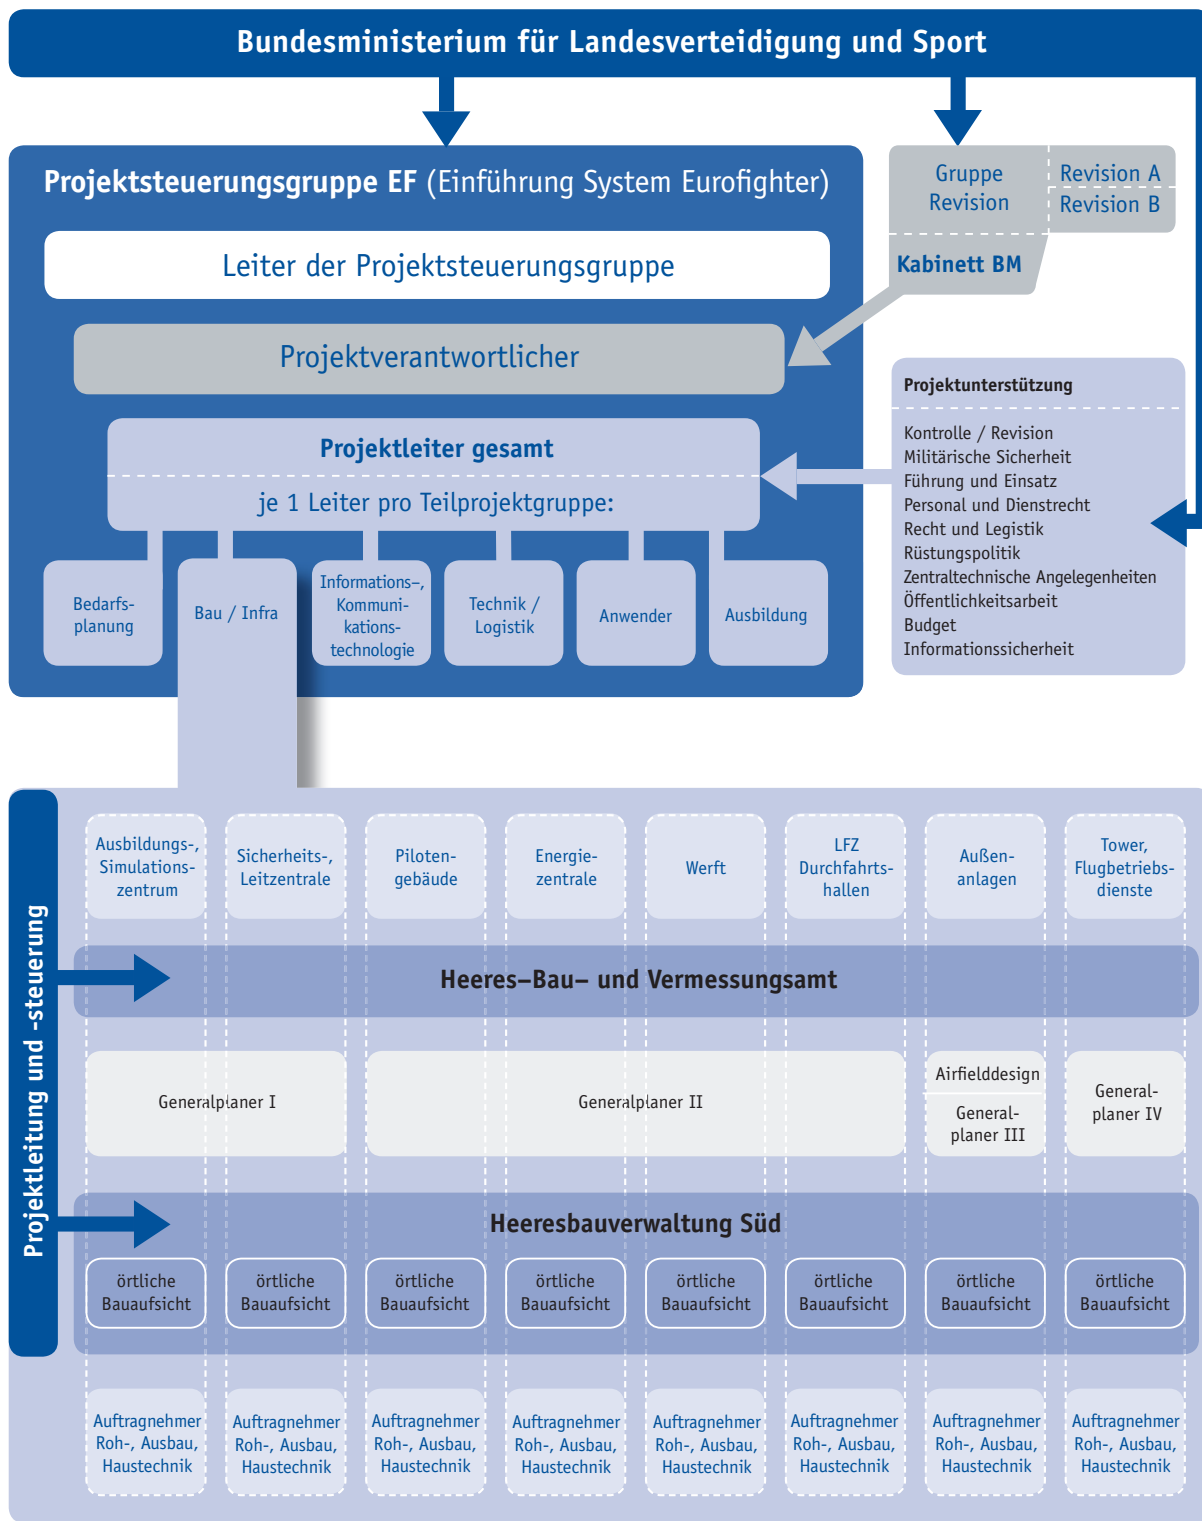 Bundesministerium für Landesverteidigung und Sport
Projektsteuerungsgruppe EF (Einführung System Eurofighter)
Leiter der Projektsteuerungsgruppe
Projektverantwortlicher
Projektleiter gesamt
je 1 Leiter pro Teilprojektgruppe:
Bedarfs-
planung
Bau / Infra
Informations–,
Kommuni-
kations-
technologie
Technik /
Logistik
Anwender
Ausbildung
Gruppe
Revision
Revision A
Revision B
Kabinett BM
Projektunterstützung
Kontrolle / Revision
Militärische Sicherheit
Führung und Einsatz
Personal und Dienstrecht
Recht und Legistik
Rüstungspolitik
Zentraltechnische Angelegenheiten
Öffentlichkeitsarbeit
Budget
Informationssicherheit
Projektleitung und -steuerung
Ausbildungs-,
Simulations-
zentrum
Sicherheits-,
Leitzentrale
Piloten-
gebäude
Energie-
zentrale
Werft
LFZ
Durchfahrts-
hallen
Außen-
anlagen
Tower,
Flugbetriebs-
dienste
Heeres–Bau– und Vermessungsamt
Generalplaner I
Generalplaner II
Airfielddesign
General-
planer III
General-
planer IV
Heeresbauverwaltung Süd
örtliche
Bauaufsicht
örtliche
Bauaufsicht
örtliche
Bauaufsicht
örtliche
Bauaufsicht
örtliche
Bauaufsicht
örtliche
Bauaufsicht
örtliche
Bauaufsicht
örtliche
Bauaufsicht
Auftragnehmer
Roh-, Ausbau,
Haustechnik
Auftragnehmer
Roh-, Ausbau,
Haustechnik
Auftragnehmer
Roh-, Ausbau,
Haustechnik
Auftragnehmer
Roh-, Ausbau,
Haustechnik
Auftragnehmer
Roh-, Ausbau,
Haustechnik
Auftragnehmer
Roh-, Ausbau,
Haustechnik
Auftragnehmer
Roh-, Ausbau,
Haustechnik
Auftragnehmer
Roh-, Ausbau,
Haustechnik